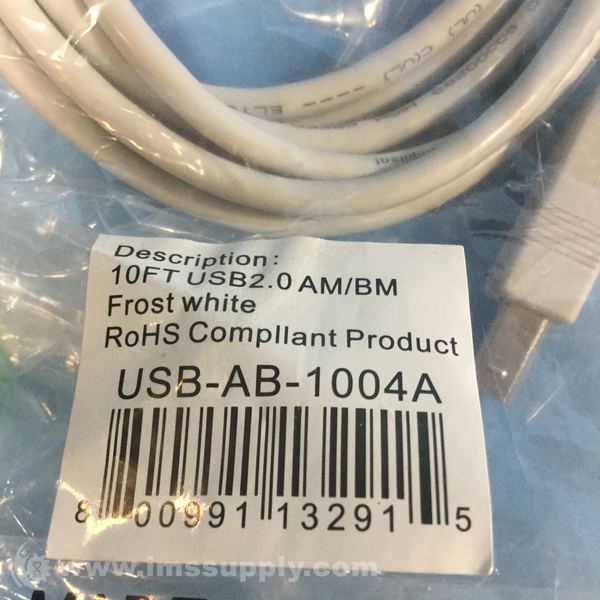 Description:
10FT USB2.0 AM/BM
Frost white
RoHS Compllant Product
USB-AB-1004A
8 00991 13291 5
www.imssupply.com